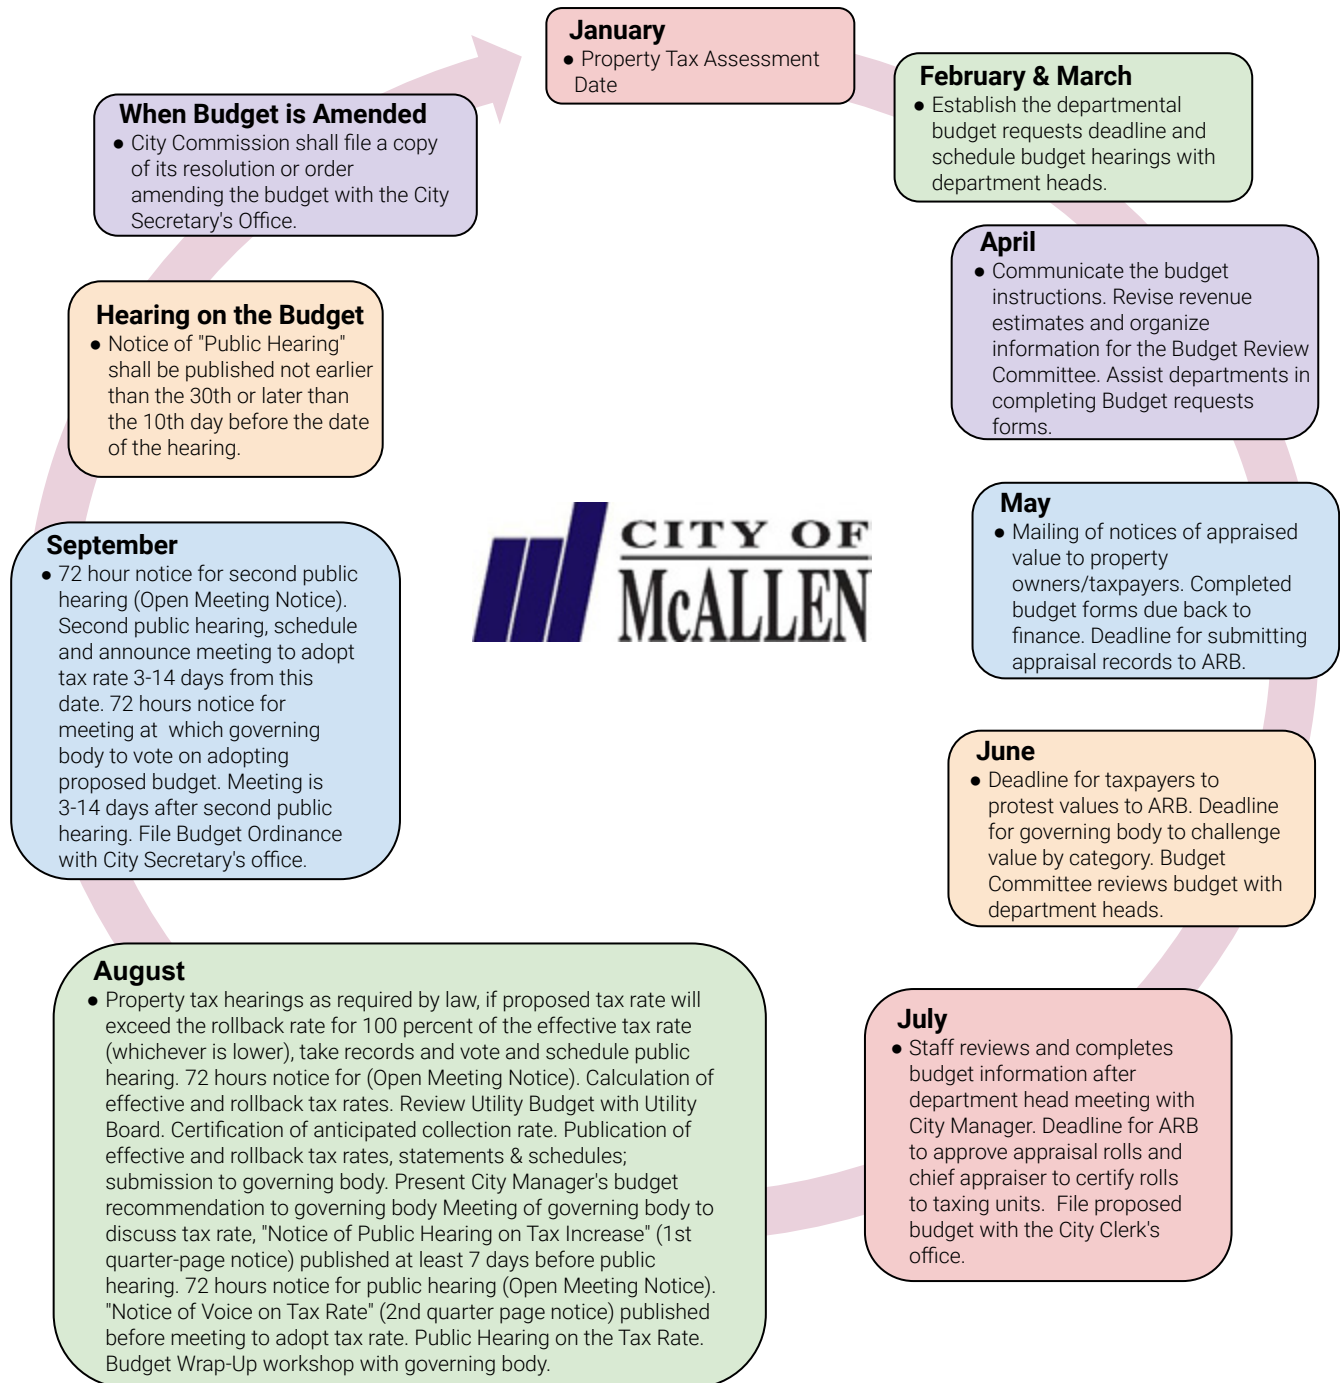 January
● Property Tax Assessment
Date
February & March
● Establish the departmental
budget requests deadline and
schedule budget hearings with
department heads.
April
● Communicate the budget
instructions. Revise revenue
estimates and organize
information for the Budget Review
Committee. Assist departments in
completing Budget requests
forms.
May
● Mailing of notices of appraised
value to property
owners/taxpayers. Completed
budget forms due back to
finance. Deadline for submitting
appraisal records to ARB.
June
● Deadline for taxpayers to
protest values to ARB. Deadline
for governing body to challenge
value by category. Budget
Committee reviews budget with
department heads.
July
● Staff reviews and completes
budget information after
department head meeting with
City Manager. Deadline for ARB
to approve appraisal rolls and
chief appraiser to certify rolls
to taxing units.  File proposed
budget with the City Clerk's
office.
August
● Property tax hearings as required by law, if proposed tax rate will
exceed the rollback rate for 100 percent of the effective tax rate
(whichever is lower), take records and vote and schedule public
hearing. 72 hours notice for (Open Meeting Notice). Calculation of
effective and rollback tax rates. Review Utility Budget with Utility
Board. Certification of anticipated collection rate. Publication of
effective and rollback tax rates, statements & schedules;
submission to governing body. Present City Manager's budget
recommendation to governing body Meeting of governing body to
discuss tax rate, "Notice of Public Hearing on Tax Increase" (1st
quarter-page notice) published at least 7 days before public
hearing. 72 hours notice for public hearing (Open Meeting Notice).
"Notice of Voice on Tax Rate" (2nd quarter page notice) published
before meeting to adopt tax rate. Public Hearing on the Tax Rate.
Budget Wrap-Up workshop with governing body.
September
● 72 hour notice for second public
hearing (Open Meeting Notice).
Second public hearing, schedule
and announce meeting to adopt
tax rate 3-14 days from this
date. 72 hours notice for
meeting at  which governing
body to vote on adopting
proposed budget. Meeting is
3-14 days after second public
hearing. File Budget Ordinance
with City Secretary's office.
Hearing on the Budget
● Notice of "Public Hearing"
shall be published not earlier
than the 30th or later than
the 10th day before the date
of the hearing.
When Budget is Amended
● City Commission shall file a copy
of its resolution or order
amending the budget with the City
Secretary's Office.
CITY OF
McALLEN